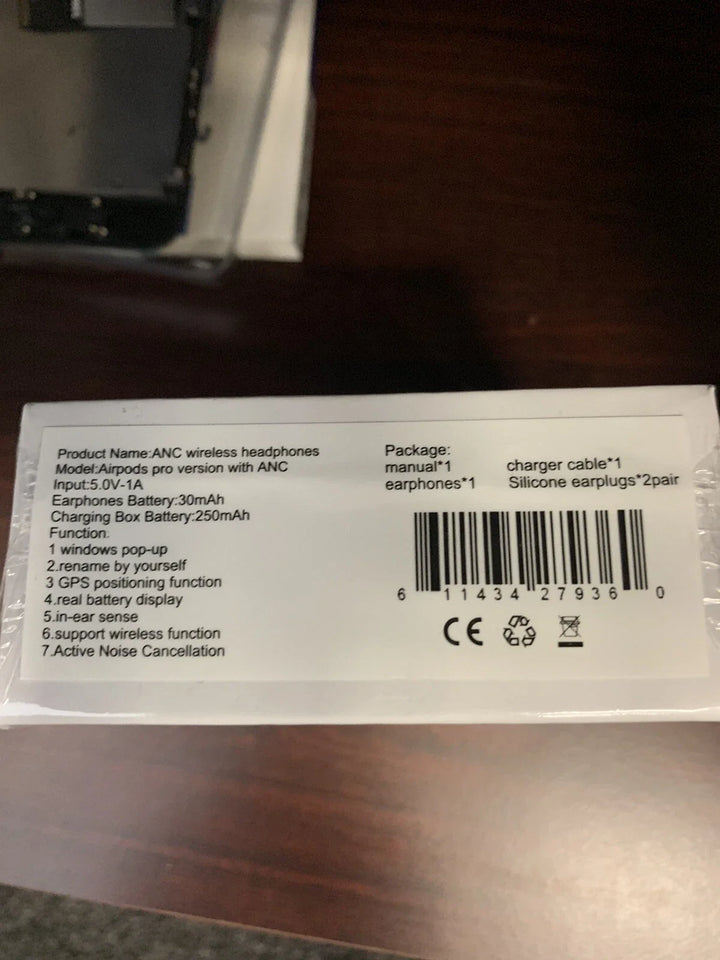 Product Name:ANC wireless headphones
Model:Airpods pro version with ANC
Input:5.0V-1A
Earphones Battery:30mAh
Charging Box Battery:250mAh
Function:
1 windows pop-up
2.rename by yourself
3 GPS positioning function
4.real battery display
5.in-ear sense
6.support wireless function
7.Active Noise Cancellation
Package:
manual*1 charger cable*1
earphones*1 Silicone earplugs*2pair
6 11434 27936 0
CE